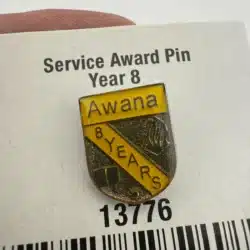 Service Award Pin
Year 8
Awana
8 YEARS
13776